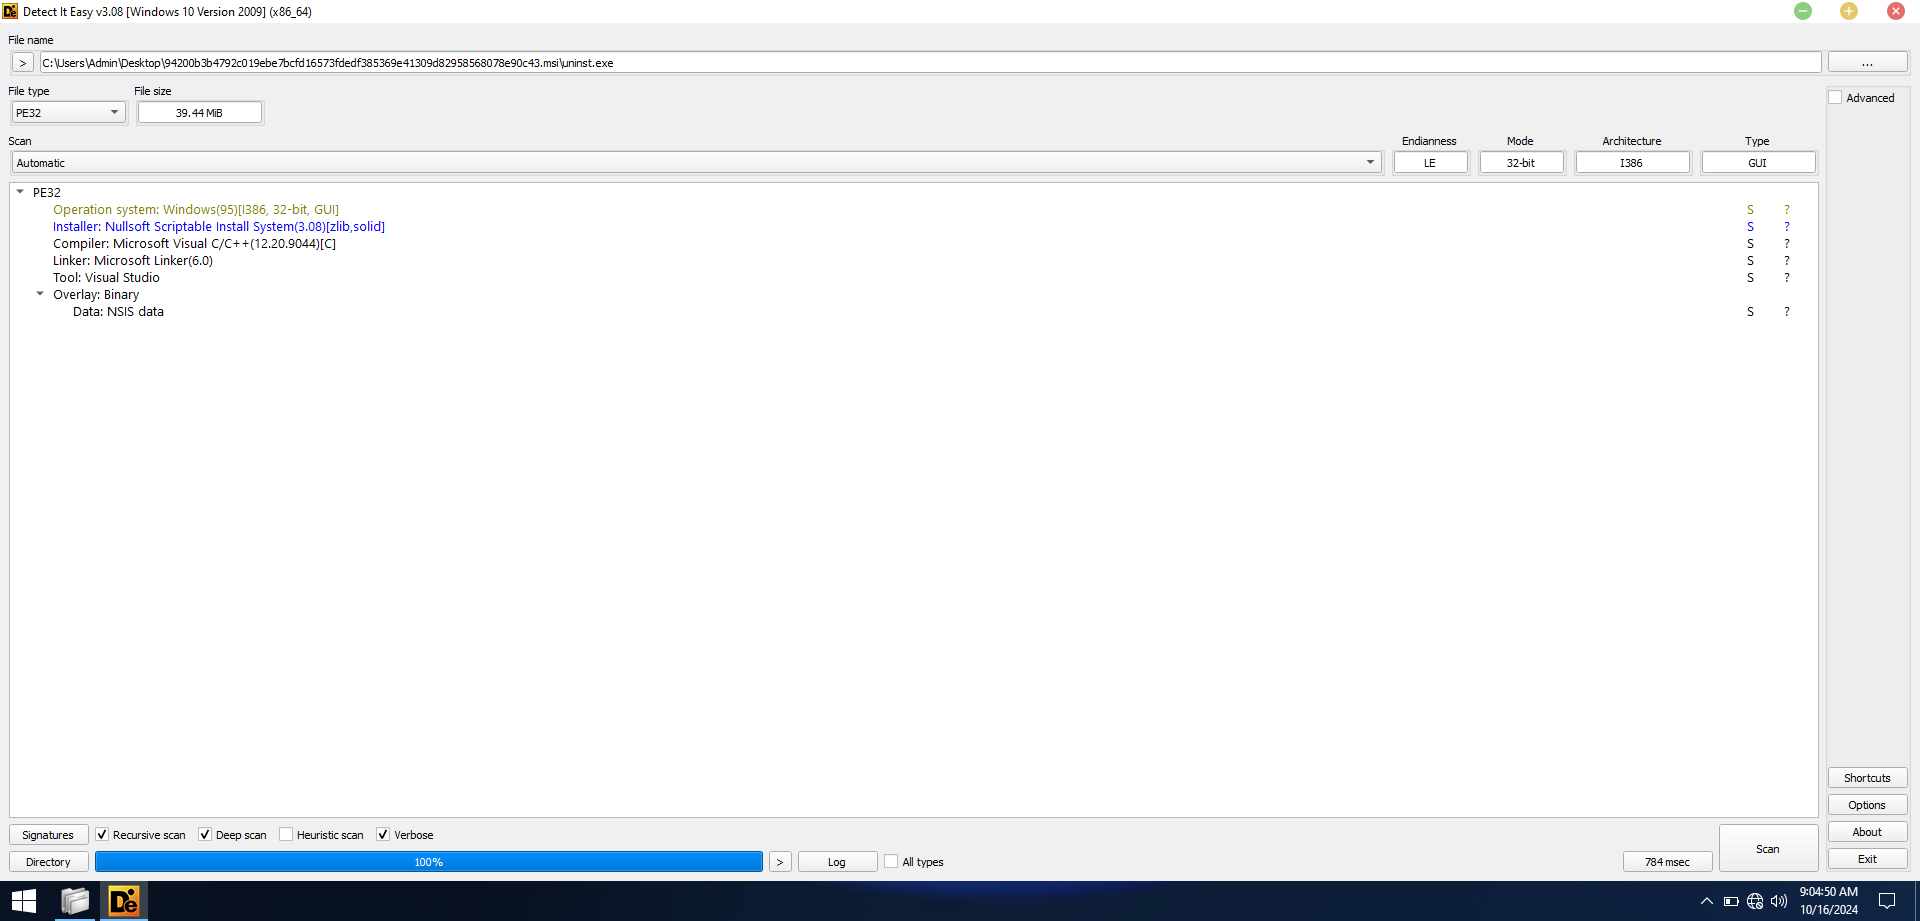 Detect It Easy v3.08 [Windows 10 Version 2009] (x86_64)
File name
>
C:\Users\Admin\Desktop\94200b3b4792c019ebe7bcfd16573fdedf385369e41309d82958568078e90c43.msi\uninst.exe
...
File type
File size
PE32
39.44 MiB
Advanced
Scan
Endianness
Mode
Architecture
Type
Automatic
LE
32-bit
I386
GUI
PE32
Operation system: Windows(95)[I386, 32-bit, GUI] S ?
Installer: Nullsoft Scriptable Install System(3.08)[zlib,solid] S ?
Compiler: Microsoft Visual C/C++(12.20.9044)[C] S ?
Linker: Microsoft Linker(6.0) S ?
Tool: Visual Studio S ?
Overlay: Binary
Data: NSIS data S ?
Shortcuts
Options
Signatures
Recursive scan
Deep scan
Heuristic scan
Verbose
About
Directory
100%
>
Log
All types
784 msec
Scan
Exit
De
9:04:50 AM
10/16/2024